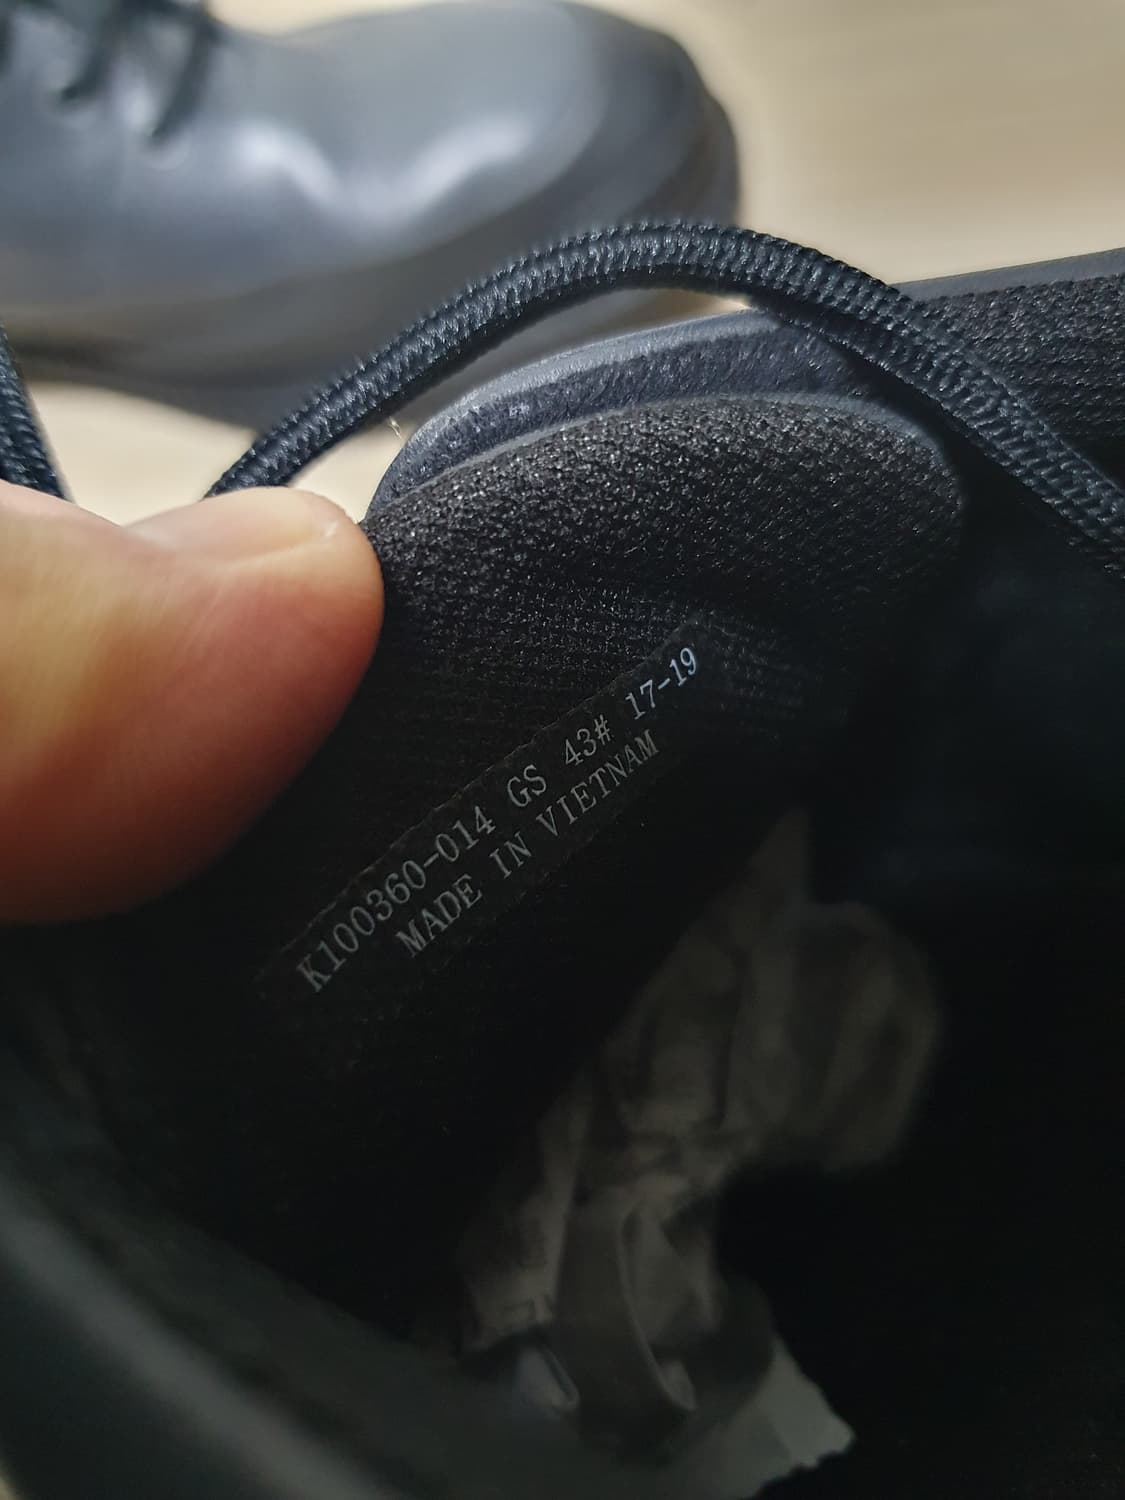 K100360-014 GS 43# 17-19
MADE IN VIETNAM